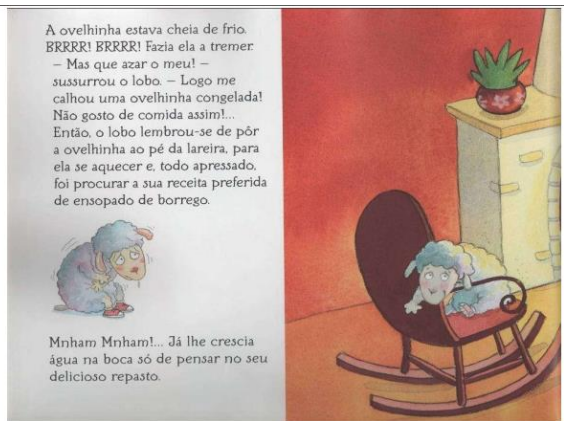 A ovelhinha estava cheia de frio.
BRRRR! BRRRR! Fazia ela a tremer.
– Mas que azar o meu! –
sussurrou o lobo. – Logo me
calhou uma ovelhinha congelada!
Não gosto de comida assim!...
Então, o lobo lembrou-se de pôr
a ovelhinha ao pé da lareira, para
ela se aquecer e, todo apressado,
foi procurar a sua receita preferida
de ensopado de borrego.
Mnham Mnham!... Já lhe crescia
água na boca só de pensar no seu
delicioso repasto.